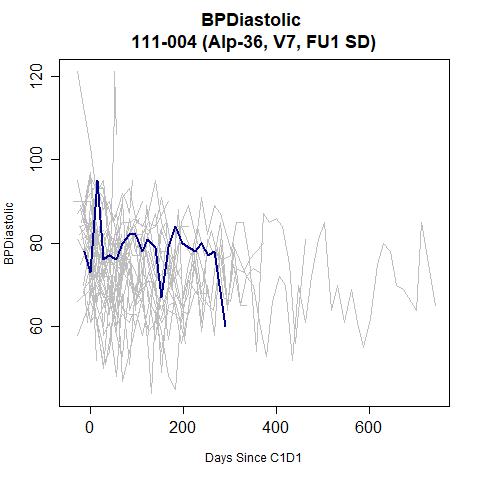 BPDiastolic
111-004 (Alp-36, V7, FU1 SD)
BPDiastolic
120
100
80
60
0
200
400
600
Days Since C1D1